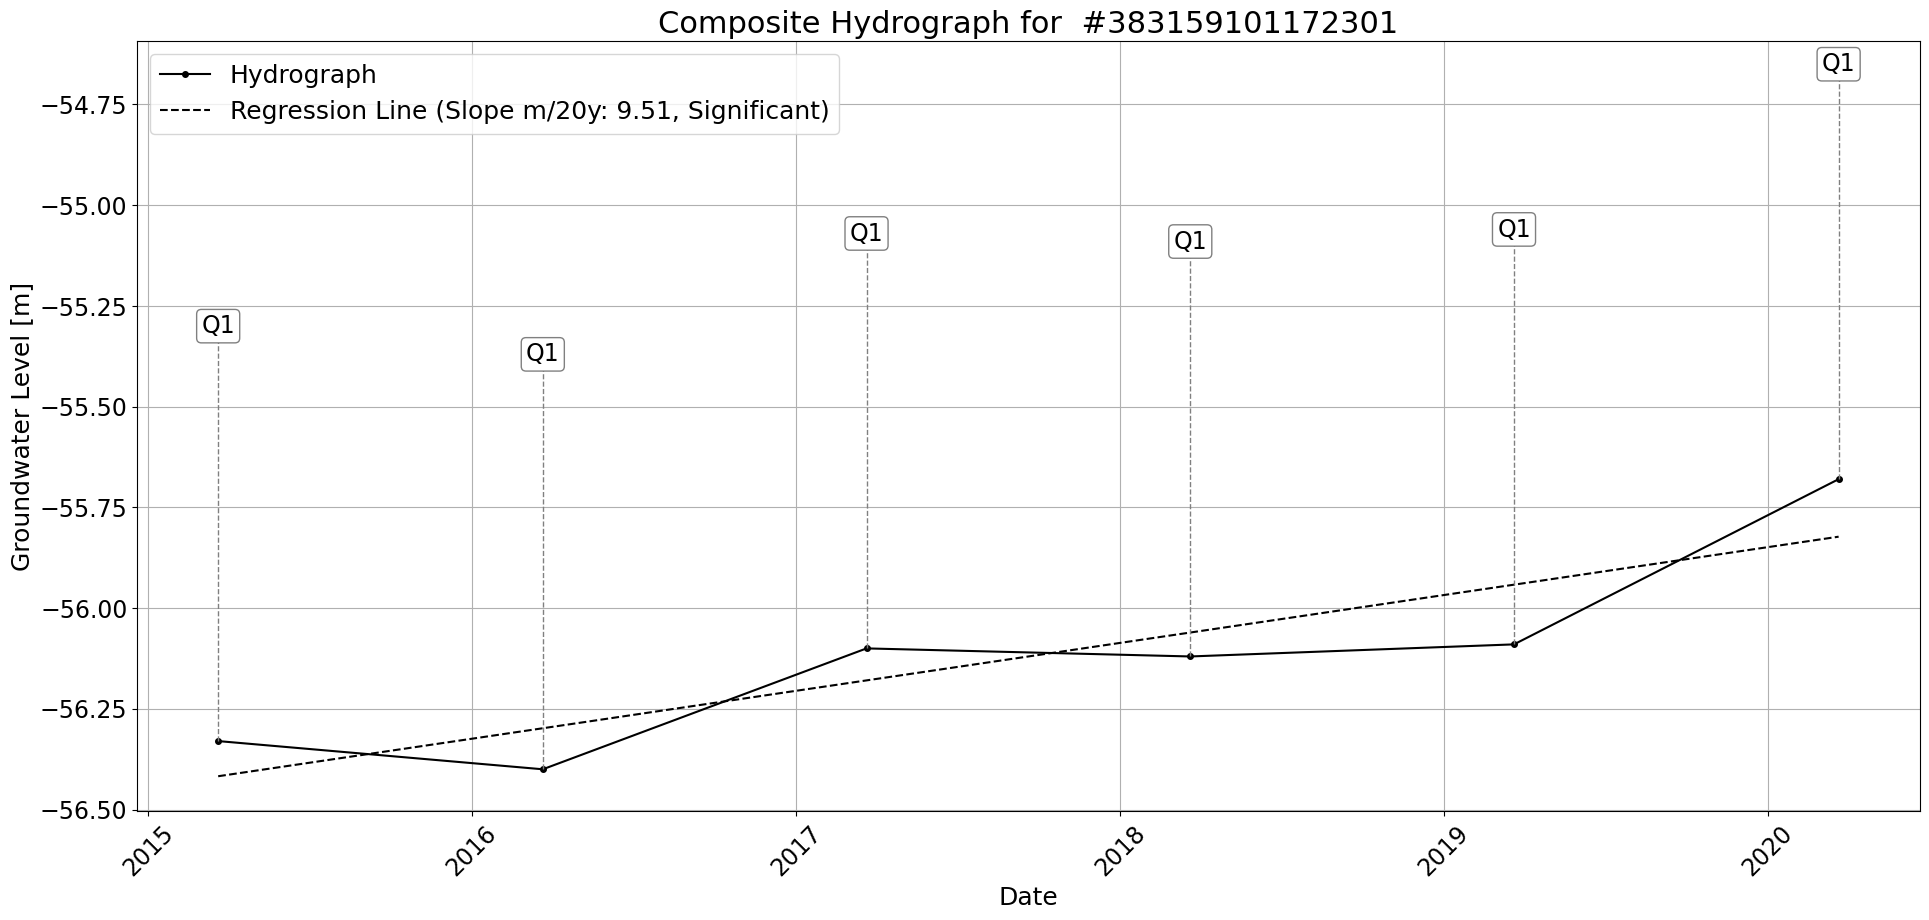 Composite Hydrograph for  #383159101172301
Hydrograph
Regression Line (Slope m/20y: 9.51, Significant)
Groundwater Level [m]
−54.75
−55.00
−55.25
−55.50
−55.75
−56.00
−56.25
−56.50
Q1
Q1
Q1
Q1
Q1
Q1
2015
2016
2017
2018
2019
2020
Date